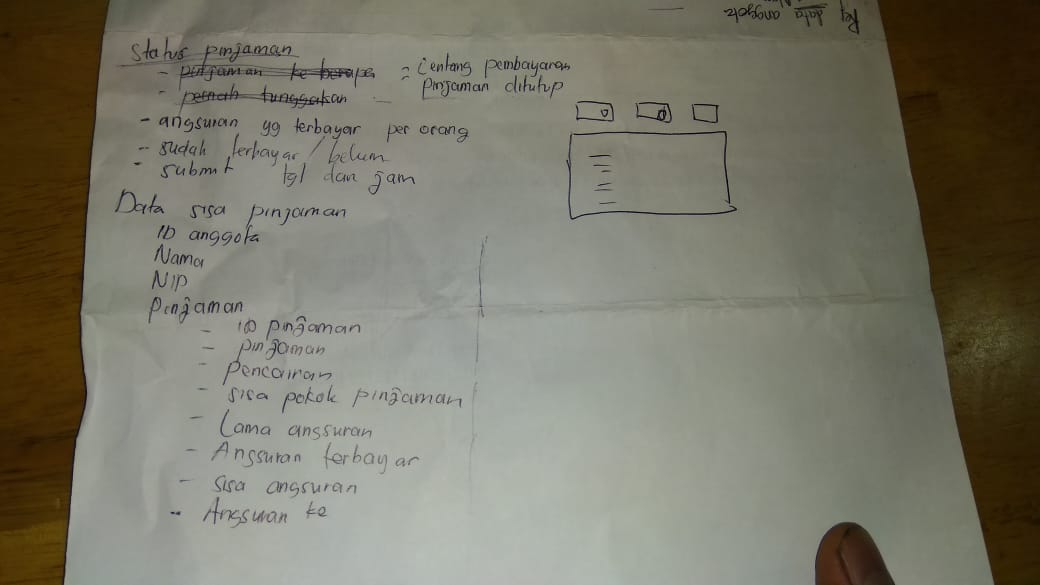 Status pinjaman
- pinjaman ke berapa = Centang pembayaran
- pernah tunggakan pinjaman ditutup
- angsuran yg terbayar per orang
- sudah terbayar / belum
- submit tgl dan jam
Data sisa pinjaman
ID anggota
Nama
NIP
Pinjaman
- ID pinjaman
- pinjaman
- Pencairan
- sisa pokok pinjaman
- Lama angsuran
- Angsuran terbayar
- sisa angsuran
- Angsuran ke
data
anggota